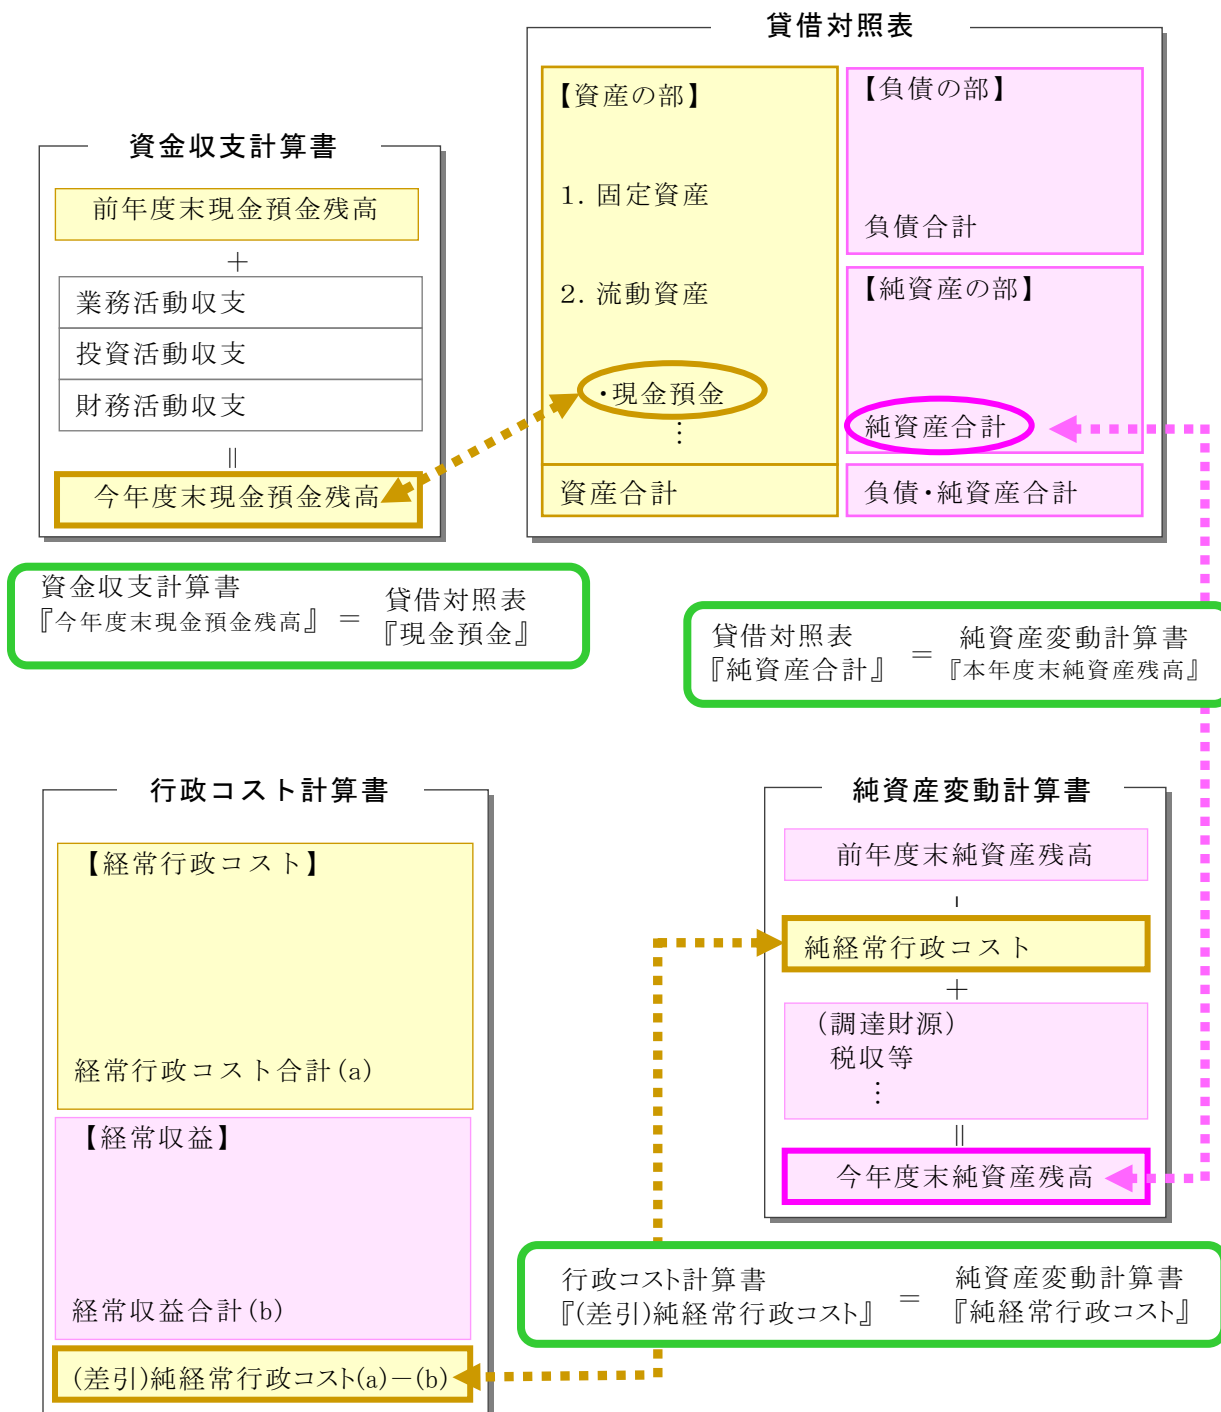 貸借対照表
【資産の部】
1. 固定資産
2. 流動資産
・現金預金
⋮
資産合計
【負債の部】
負債合計
【純資産の部】
純資産合計
負債・純資産合計
資金収支計算書
前年度末現金預金残高
＋
業務活動収支
投資活動収支
財務活動収支
||
今年度末現金預金残高
資金収支計算書
『今年度末現金預金残高』
＝
貸借対照表
『現金預金』
貸借対照表
『純資産合計』
＝
純資産変動計算書
『本年度末純資産残高』
行政コスト計算書
【経常行政コスト】
経常行政コスト合計(a)
【経常収益】
経常収益合計(b)
(差引)純経常行政コスト(a)－(b)
純資産変動計算書
前年度末純資産残高
－
純経常行政コスト
＋
(調達財源)
税収等
⋮
||
今年度末純資産残高
行政コスト計算書
『(差引)純経常行政コスト』
＝
純資産変動計算書
『純経常行政コスト』